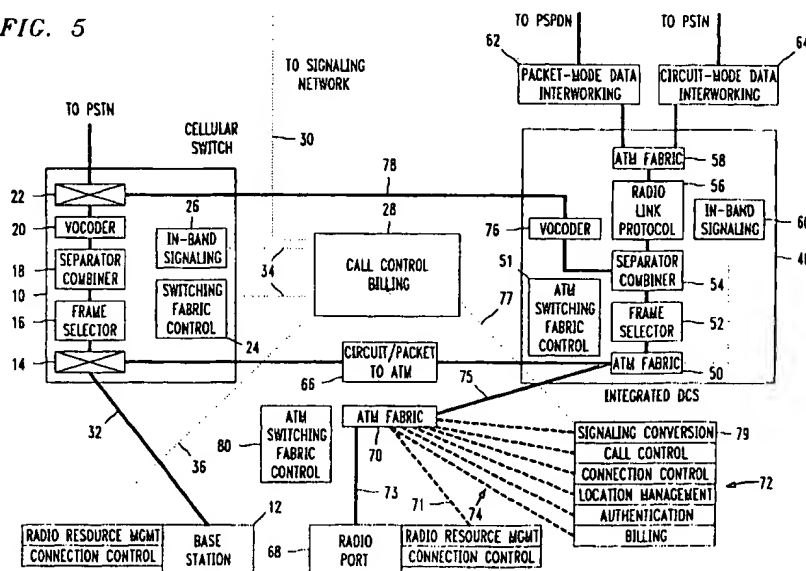 FIG. 5
TO PSPDN
TO PSTN
62
64
PACKET-MODE DATA
INTERWORKING
CIRCUIT-MODE DATA
INTERWORKING
TO SIGNALING
NETWORK
30
TO PSTN
CELLULAR
SWITCH
22
20
VOCODER
18
SEPARATOR
COMBINER
10
16
FRAME
SELECTOR
14
26
IN-BAND
SIGNALING
SWITCHING
FABRIC
CONTROL
24
78
28
34
CALL CONTROL
BILLING
77
CIRCUIT/PACKET
TO ATM
66
ATM FABRIC
58
RADIO
LINK
PROTOCOL
56
IN-BAND
SIGNALING
60
76
VOCODER
51
ATM
SWITCHING
FABRIC
CONTROL
SEPARATOR
COMBINER
54
FRAME
SELECTOR
52
ATM FABRIC
50
INTEGRATED DCS
75
32
36
80
ATM
SWITCHING
FABRIC
CONTROL
ATM FABRIC
70
73
71
74
SIGNALING CONVERSION
CALL CONTROL
CONNECTION CONTROL
LOCATION MANAGEMENT
AUTHENTICATION
BILLING
79
72
12
RADIO RESOURCE MGMT
CONNECTION CONTROL
BASE
STATION
68
RADIO
PORT
RADIO RESOURCE MGMT
CONNECTION CONTROL